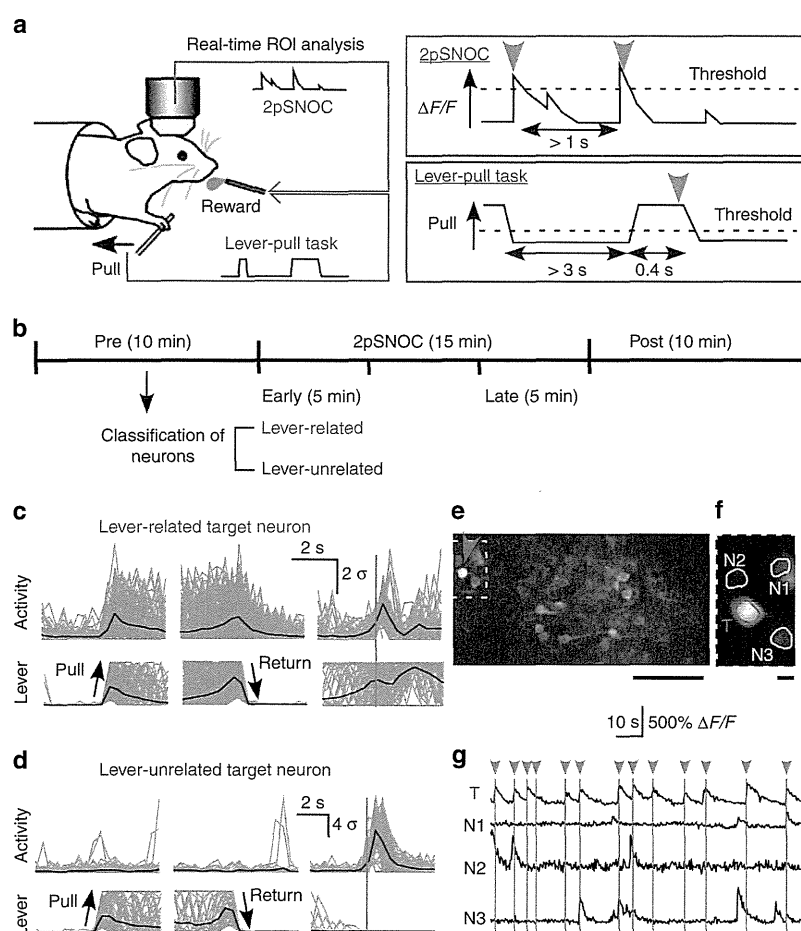 a
Real-time ROI analysis
2pSNOC
Reward
Lever-pull task
Pull
2pSNOC
Threshold
ΔF/F
> 1 s
Lever-pull task
Pull
Threshold
> 3 s
0.4 s
b
Pre (10 min)
2pSNOC (15 min)
Post (10 min)
Early (5 min)
Late (5 min)
Classification of
neurons
Lever-related
Lever-unrelated
c
Lever-related target neuron
2 s
2 σ
Activity
Lever
Pull
Return
d
Lever-unrelated target neuron
2 s
4 σ
Activity
Lever
Pull
Return
e
f
N2
N1
T
N3
10 s
500% ΔF/F
g
T
N1
N2
N3